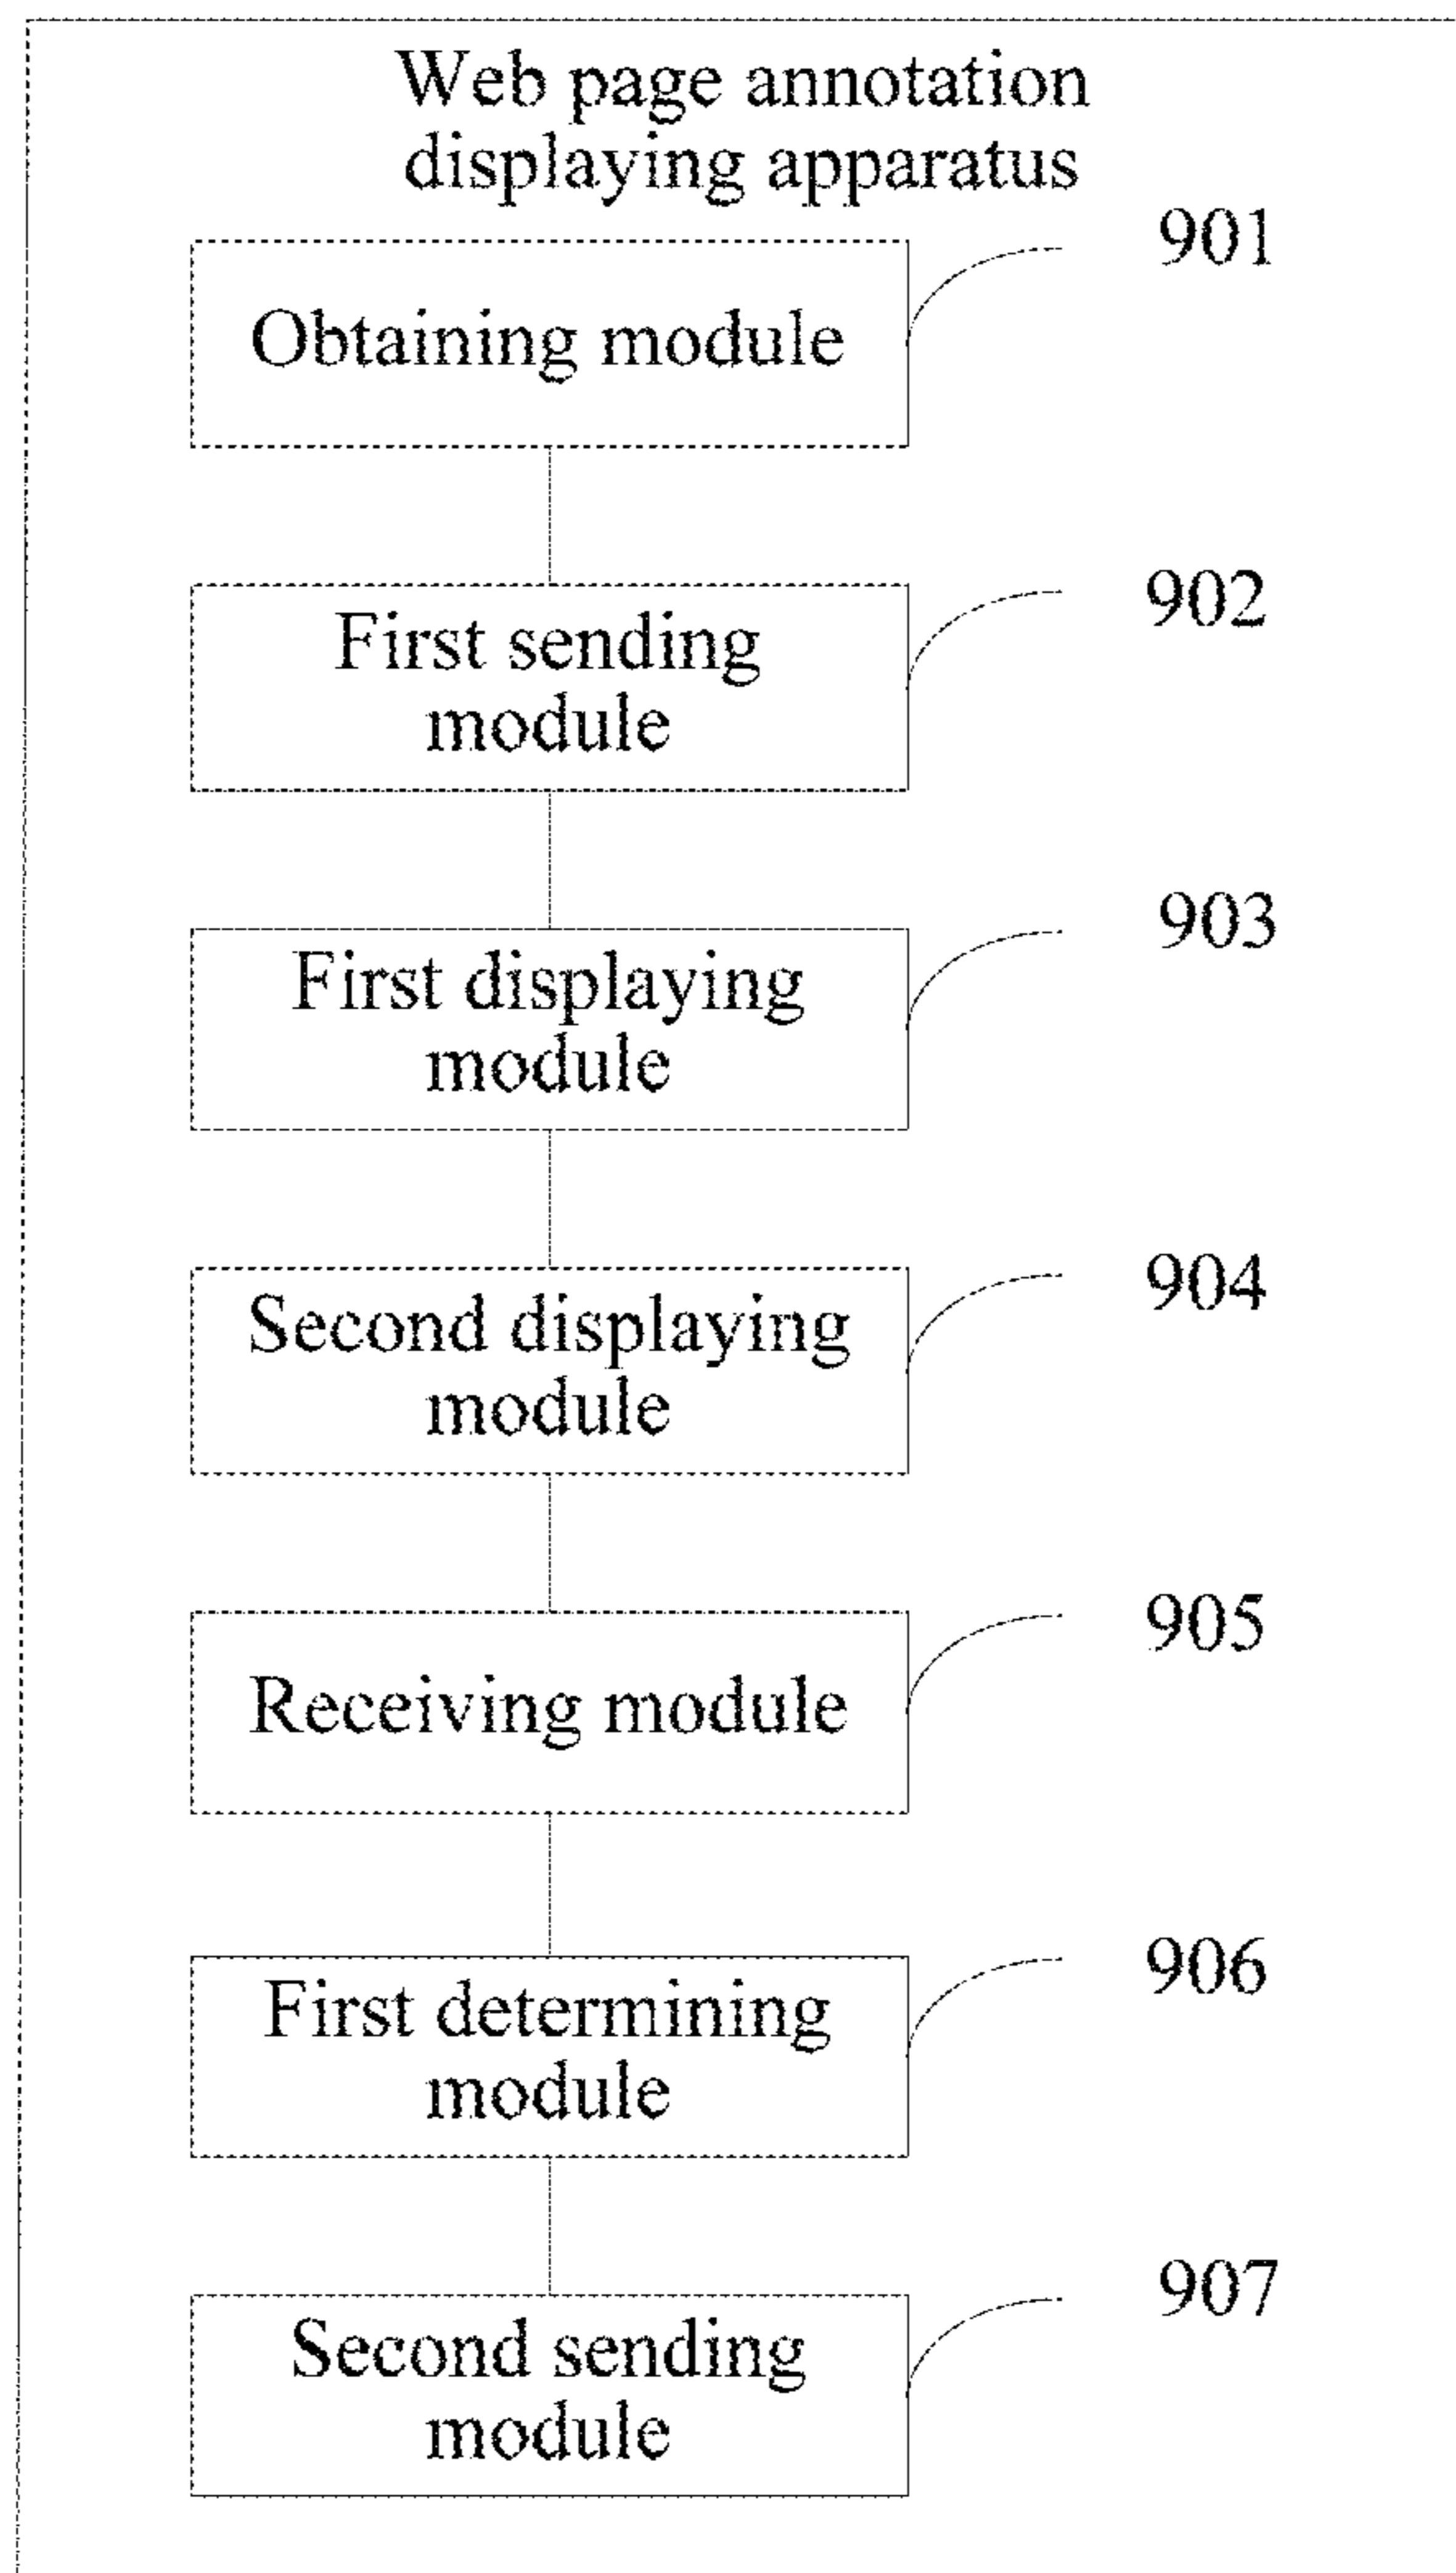 Web page annotation
displaying apparatus
901
Obtaining module
902
First sending
module
903
First displaying
module
904
Second displaying
module
905
Receiving module
906
First determining
module
907
Second sending
module